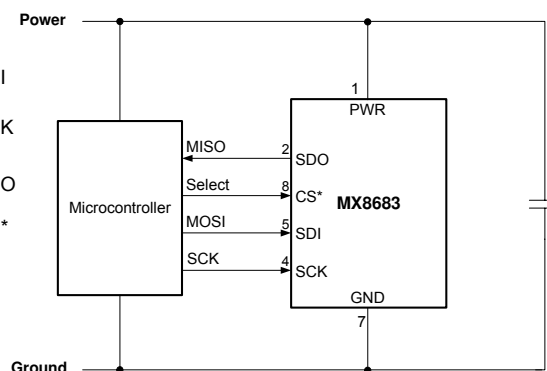 Power
I
K
O
*
1
PWR
MISO
2
SDO
Select
8
CS*
MX8683
Microcontroller
MOSI
5
SDI
SCK
4
SCK
GND
7
Ground